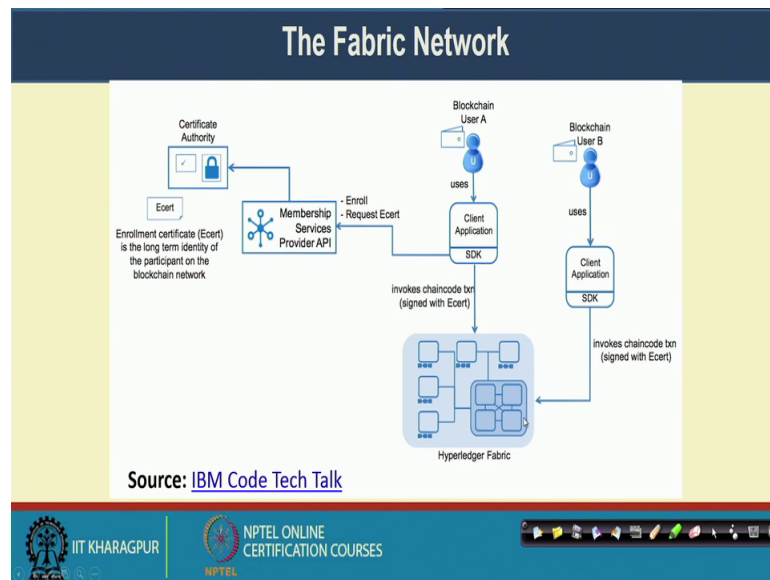 The Fabric Network
Blockchain
User A
Blockchain
User B
Certificate
Authority
uses
uses
Ecert
- Enroll
- Request Ecert
Membership
Services
Provider API
Enrollment certificate (Ecert)
is the long term identity of
the participant on the
blockchain network
Client
Application
SDK
Client
Application
SDK
invokes chaincode txn
(signed with Ecert)
invokes chaincode txn
(signed with Ecert)
Hyperledger Fabric
Source: IBM Code Tech Talk
IIT KHARAGPUR
NPTEL
NPTEL ONLINE
CERTIFICATION COURSES
U
U